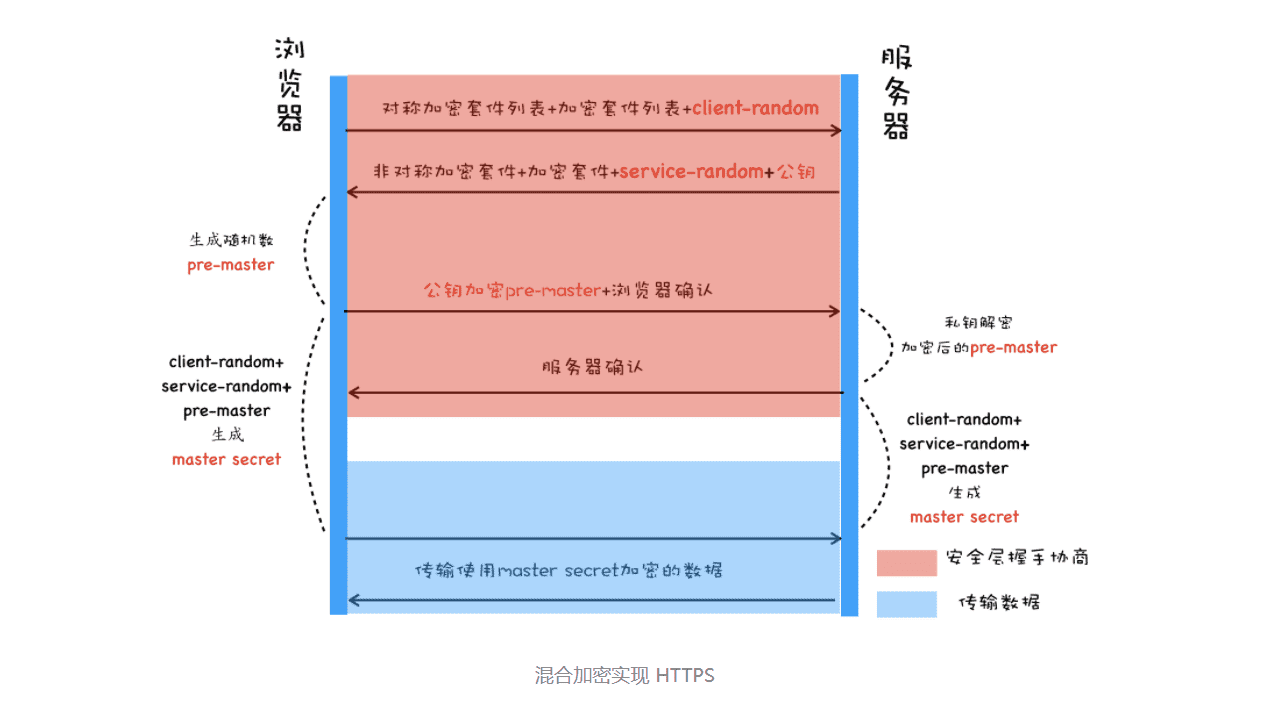 浏览器
服务器
对称加密套件列表+加密套件列表+client-random
非对称加密套件+加密套件+service-random+公钥
生成随机数
pre-master
公钥加密pre-master+浏览器确认
私钥解密
加密后的pre-master
服务器确认
client-random+
service-random+
pre-master
生成
master secret
client-random+
service-random+
pre-master
生成
master secret
传输使用master secret加密的数据
安全层握手协商
传输数据
混合加密实现 HTTPS